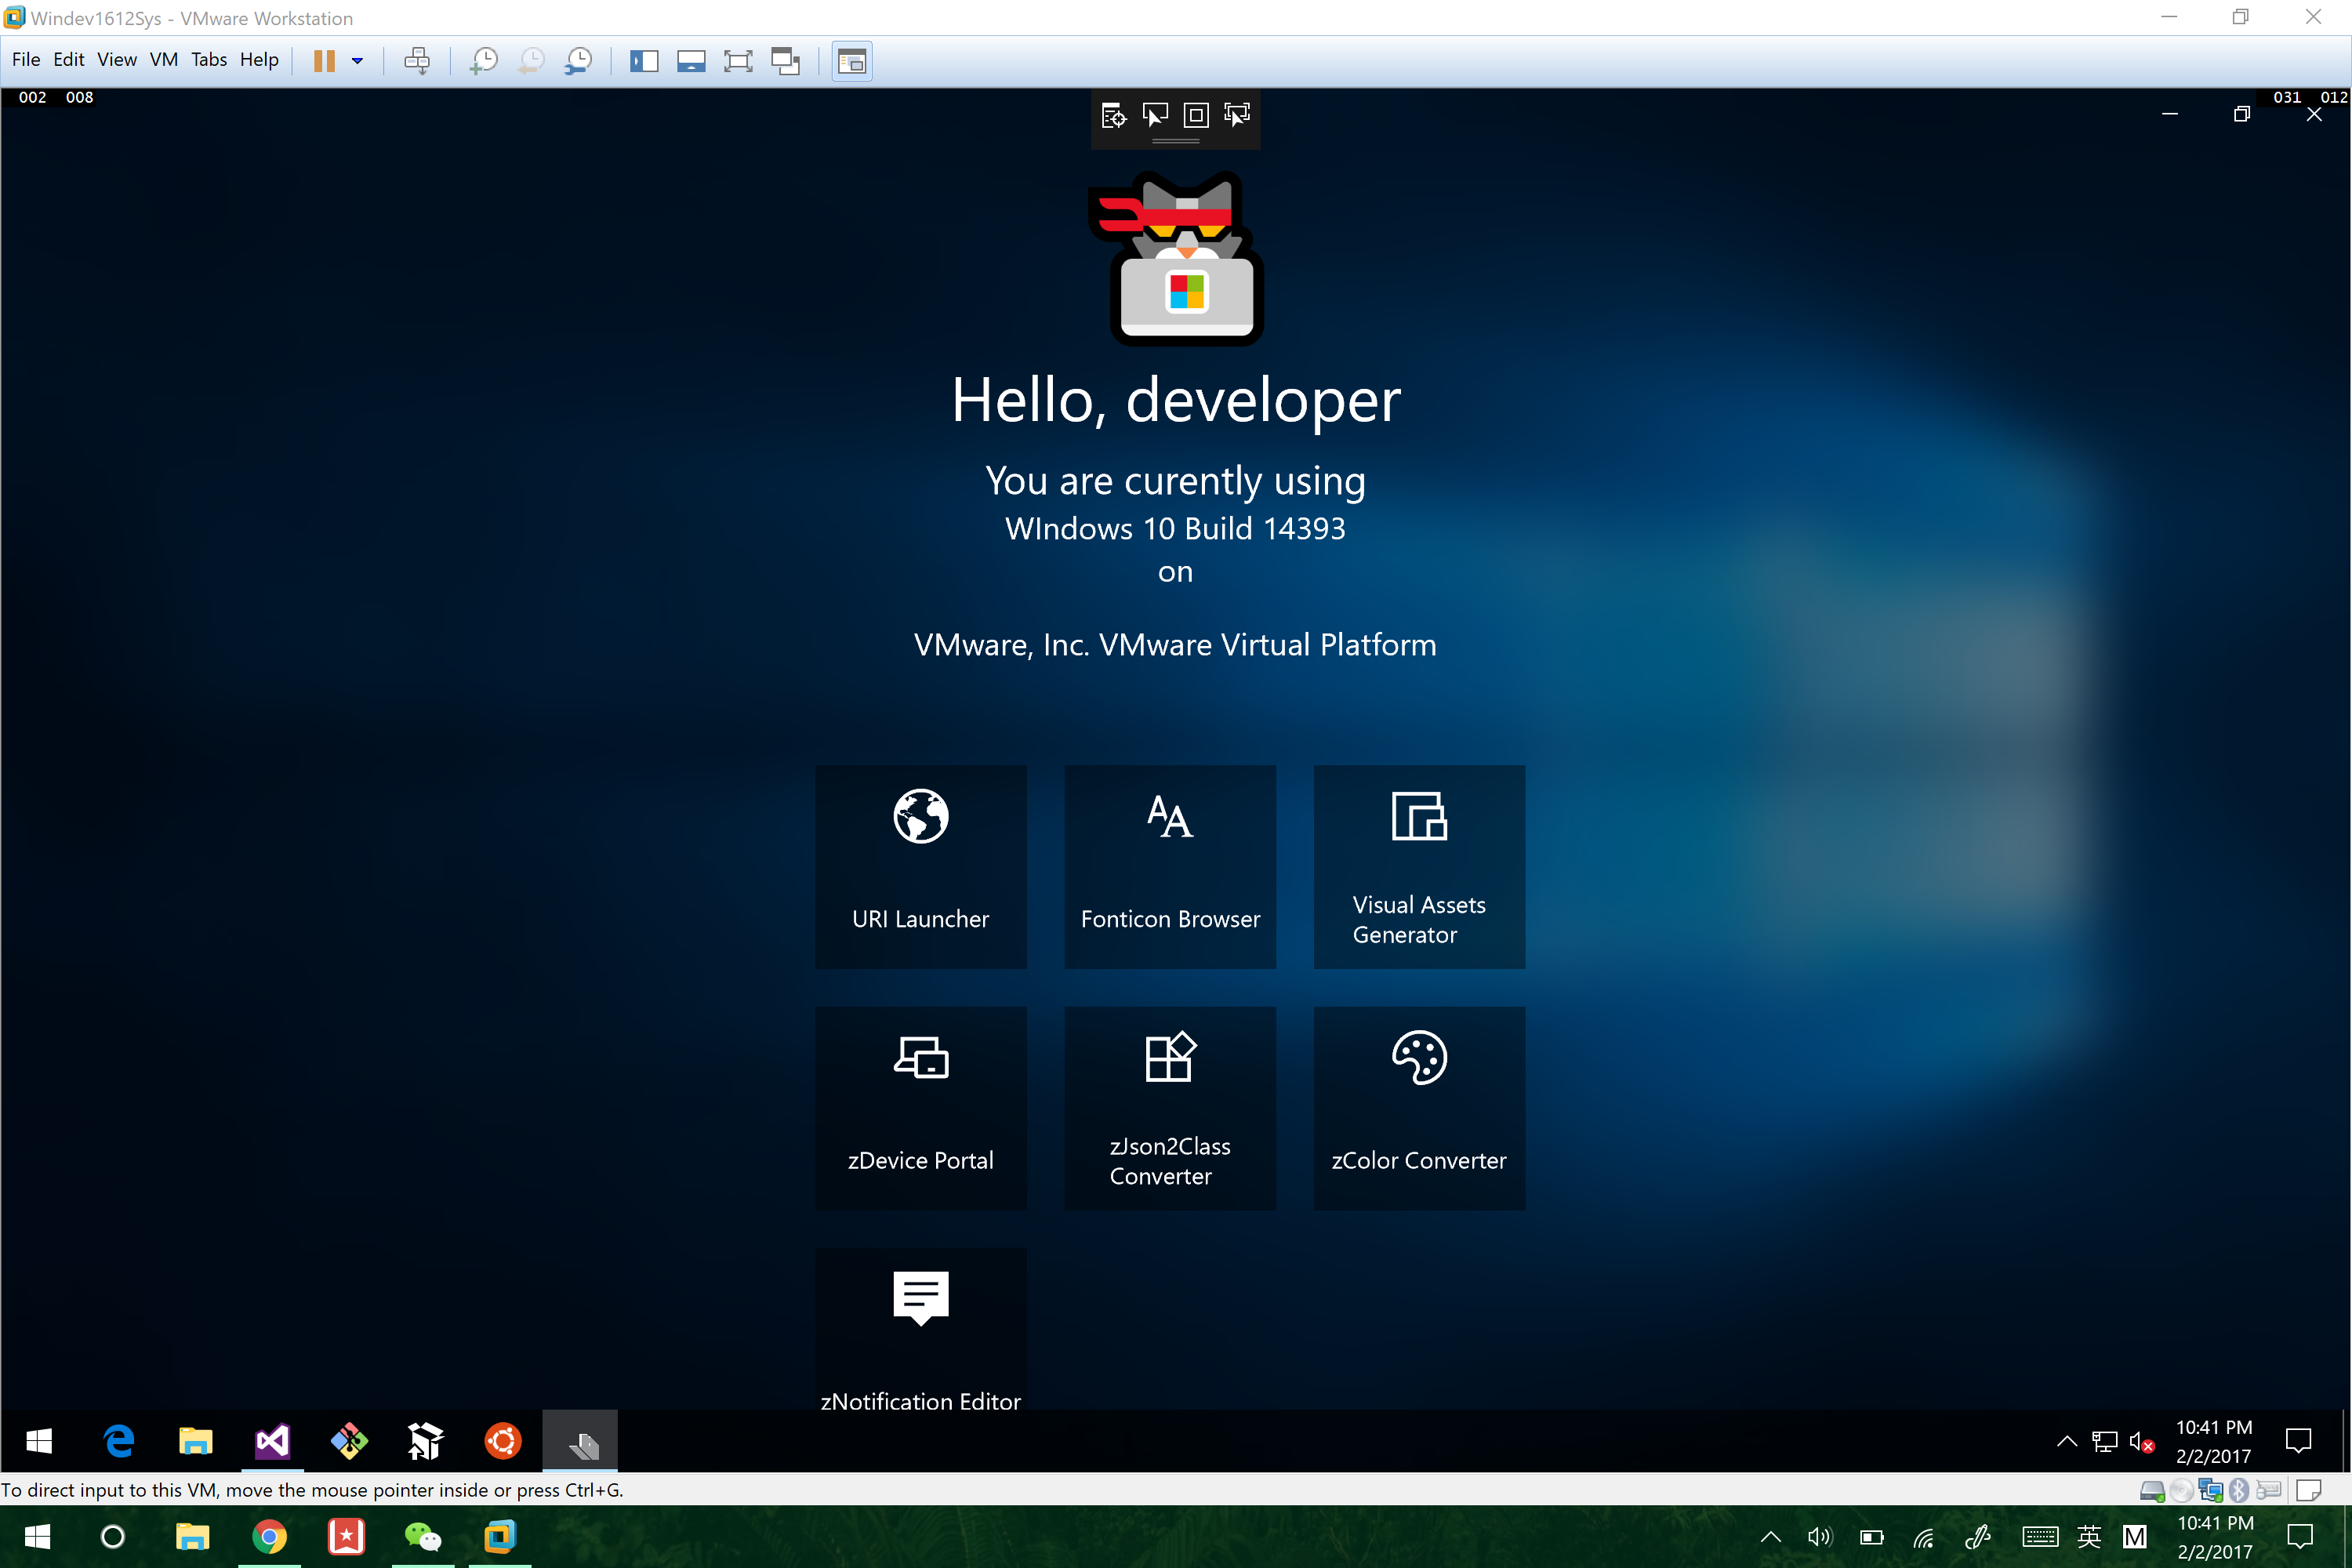 Windev1612Sys - VMware Workstation
File Edit View VM Tabs Help
002 008
031 012
Hello, developer
You are curently using
WIndows 10 Build 14393
on
VMware, Inc. VMware Virtual Platform
URI Launcher
Fonticon Browser
Visual Assets
Generator
zDevice Portal
zJson2Class
Converter
zColor Converter
zNotification Editor
10:41 PM
2/2/2017
To direct input to this VM, move the mouse pointer inside or press Ctrl+G.
英
M
10:41 PM
2/2/2017